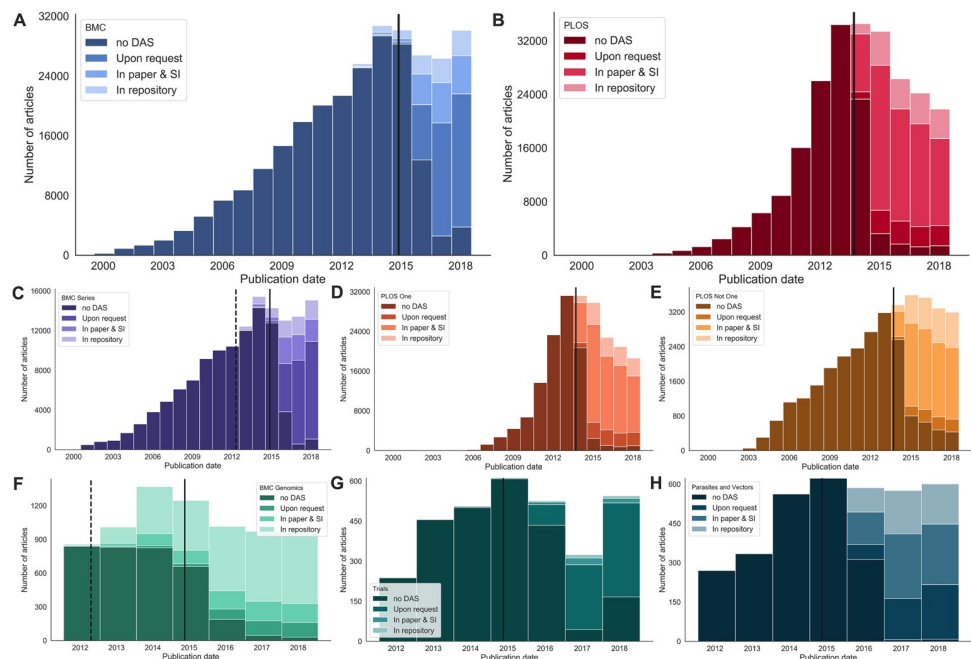 A
BMC
no DAS
Upon request
In paper & SI
In repository
Number of articles
32000
24000
16000
8000
0
2000 2003 2006 2009 2012 2015 2018
Publication date
B
PLOS
no DAS
Upon request
In paper & SI
In repository
Number of articles
32000
24000
16000
8000
0
2000 2003 2006 2009 2012 2015 2018
Publication date
C
BMC Series
no DAS
Upon request
In paper & SI
In repository
Number of articles
16000
12000
8000
4000
0
2000 2003 2006 2009 2012 2015 2018
Publication date
D
PLOS One
no DAS
Upon request
In paper & SI
In repository
Number of articles
32000
24000
16000
8000
0
2000 2003 2006 2009 2012 2015 2018
Publication date
E
PLOS Not One
no DAS
Upon request
In paper & SI
In repository
Number of articles
3200
2400
1600
800
0
2000 2003 2006 2009 2012 2015 2018
Publication date
F
BMC Genomics
no DAS
Upon request
In paper & SI
In repository
Number of articles
1200
900
600
300
0
2012 2013 2014 2015 2016 2017 2018
Publication date
G
Trials
no DAS
Upon request
In paper & SI
In repository
Number of articles
600
450
300
150
0
2012 2013 2014 2015 2016 2017 2018
Publication date
H
Parasites and Vectors
no DAS
Upon request
In paper & SI
In repository
Number of articles
600
450
300
150
0
2012 2013 2014 2015 2016 2017 2018
Publication date